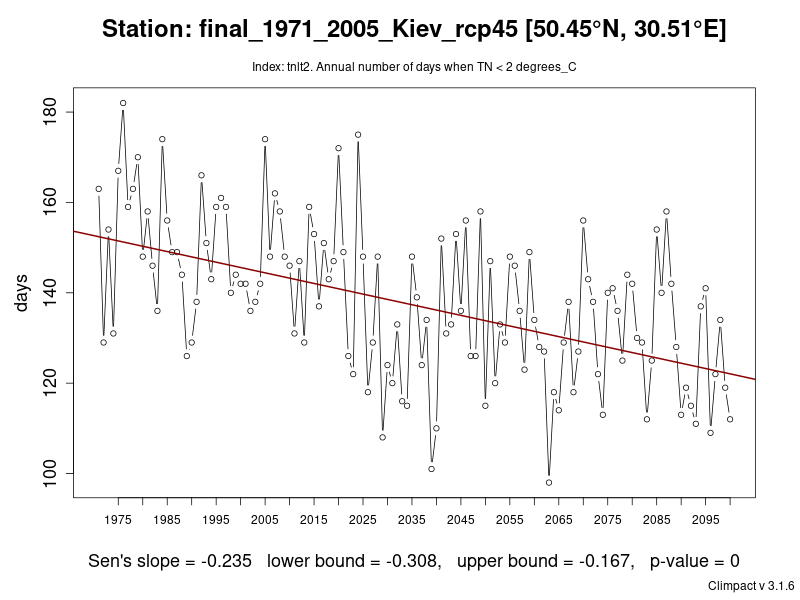 Station: final_1971_2005_Kiev_rcp45 [50.45°N, 30.51°E]
Index: tnlt2. Annual number of days when TN < 2 degrees_C
days
180
160
140
120
100
1975 1985 1995 2005 2015 2025 2035 2045 2055 2065 2075 2085 2095
Sen's slope = -0.235 lower bound = -0.308, upper bound = -0.167, p-value = 0
Climpact v 3.1.6